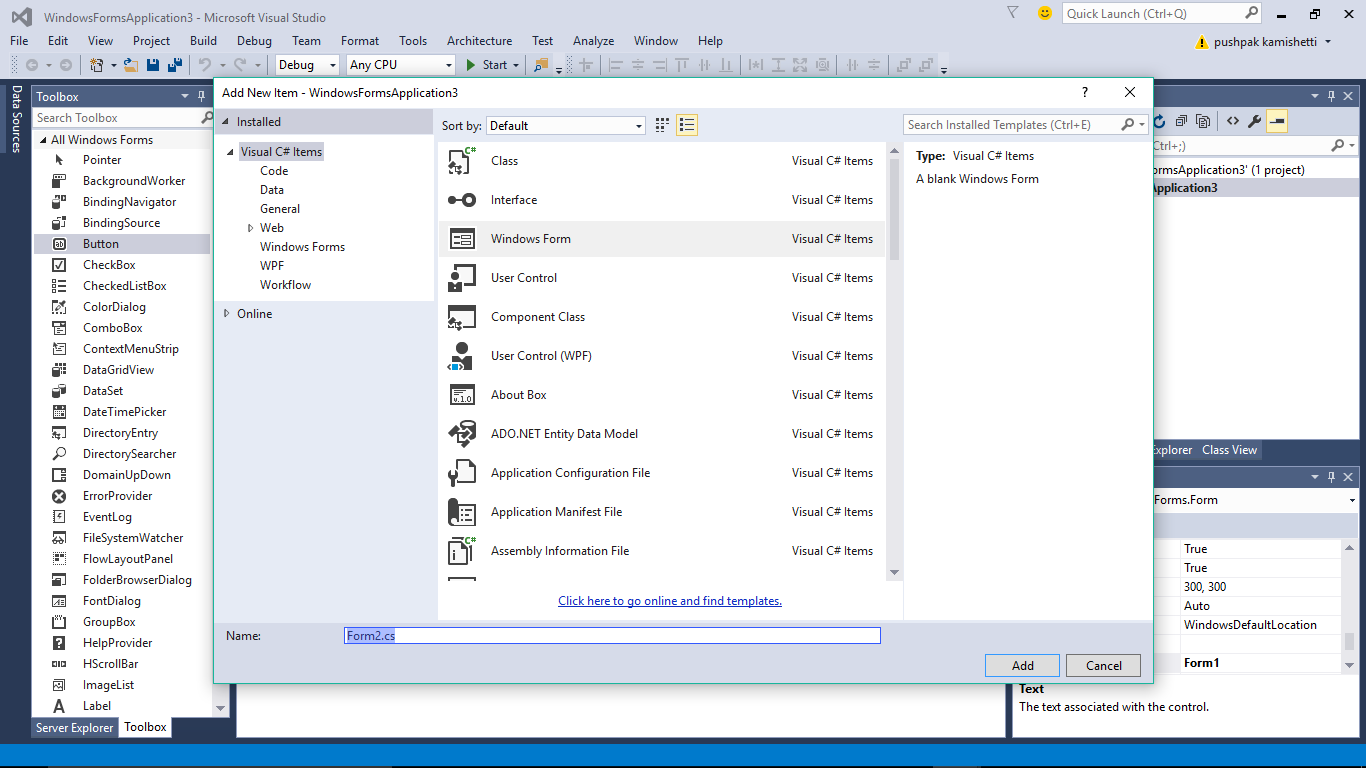 WindowsFormsApplication3 - Microsoft Visual Studio
Quick Launch (Ctrl+Q)
File Edit View Project Build Debug Team Format Tools Architecture Test Analyze Window Help
pushpak kamishetti
Debug Any CPU Start
Data Sources
Toolbox
Search Toolbox
All Windows Forms
Pointer
BackgroundWorker
BindingNavigator
BindingSource
Button
CheckBox
CheckedListBox
ColorDialog
ComboBox
ContextMenuStrip
DataGridView
DataSet
DateTimePicker
DirectoryEntry
DirectorySearcher
DomainUpDown
ErrorProvider
EventLog
FileSystemWatcher
FlowLayoutPanel
FolderBrowserDialog
FontDialog
GroupBox
HelpProvider
HScrollBar
ImageList
Label
Server Explorer Toolbox
Add New Item - WindowsFormsApplication3
Installed
Visual C# Items
Code
Data
General
Web
Windows Forms
WPF
Workflow
Online
Sort by: Default
Search Installed Templates (Ctrl+E)
Class Visual C# Items
Interface Visual C# Items
Windows Form Visual C# Items
User Control Visual C# Items
Component Class Visual C# Items
User Control (WPF) Visual C# Items
About Box Visual C# Items
ADO.NET Entity Data Model Visual C# Items
Application Configuration File Visual C# Items
Application Manifest File Visual C# Items
Assembly Information File Visual C# Items
Click here to go online and find templates.
Type: Visual C# Items
A blank Windows Form
Name: Form2.cs
Add Cancel
Ctrl+;)
ormsApplication3' (1 project)
Application3
Explorer Class View
Forms.Form
True
True
300, 300
Auto
WindowsDefaultLocation
Form1
Text
The text associated with the control.